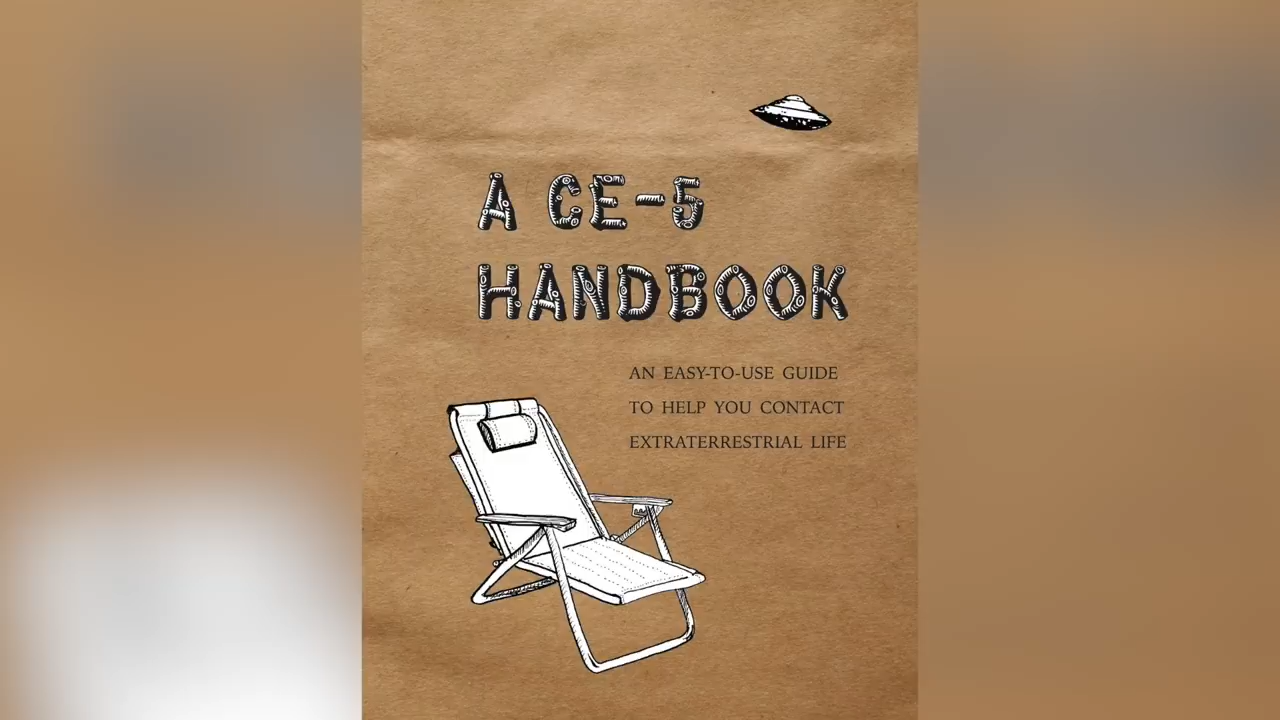 A CE-5
HANDBOOK
AN EASY-TO-USE GUIDE
TO HELP YOU CONTACT
EXTRATERRESTRIAL LIFE